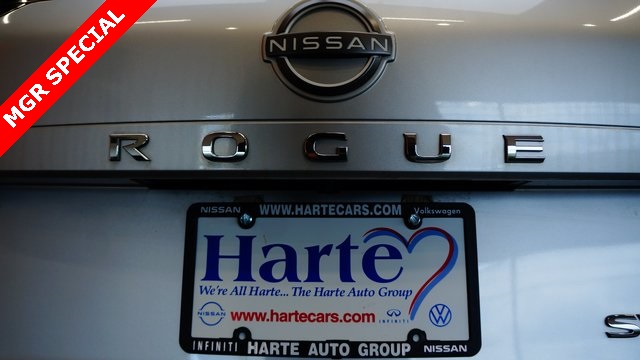 MGR SPECIAL
NISSAN
ROGUE
NISSAN WWW.HARTECARS.COM Volkswagen
Harte
We're All Harte... The Harte Auto Group
NISSAN www.hartecars.com INFINITI
INFINITI HARTE AUTO GROUP NISSAN